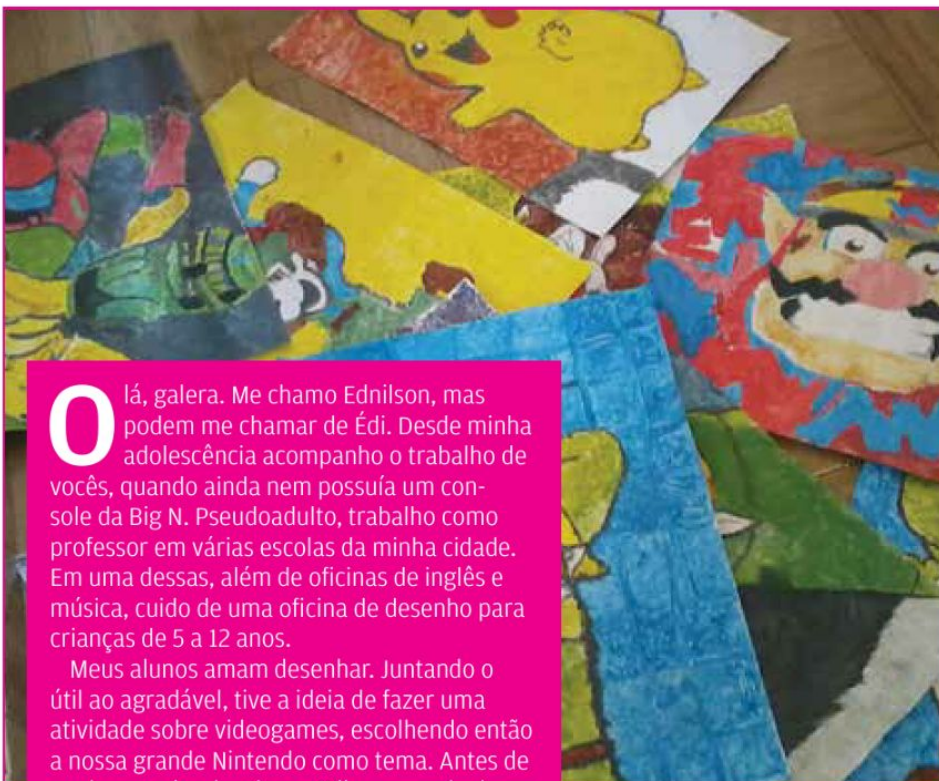 Olá, galera. Me chamo Ednilson, mas
podem me chamar de Édi. Desde minha
adolescência acompanho o trabalho de
vocês, quando ainda nem possuía um con-
sole da Big N. Pseudoadulto, trabalho como
professor em várias escolas da minha cidade.
Em uma dessas, além de oficinas de inglês e
música, cuido de uma oficina de desenho para
crianças de 5 a 12 anos.
Meus alunos amam desenhar. Juntando o
útil ao agradável, tive a ideia de fazer uma
atividade sobre videogames, escolhendo então
a nossa grande Nintendo como tema. Antes de